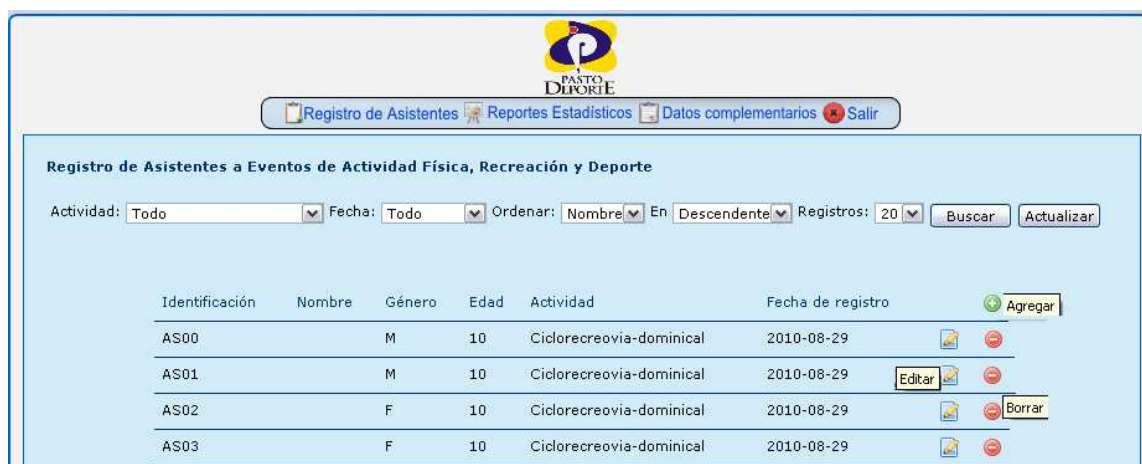 PASTO
DEPORTE
Registro de Asistentes Reportes Estadísticos Datos complementarios Salir
Registro de Asistentes a Eventos de Actividad Física, Recreación y Deporte
Actividad: Todo Fecha: Todo Ordenar: Nombre En Descendente Registros: 20 Buscar Actualizar
Identificación Nombre Género Edad Actividad Fecha de registro Agregar
AS00 M 10 Ciclorecreovia-dominical 2010-08-29
AS01 M 10 Ciclorecreovia-dominical 2010-08-29 Editar
AS02 F 10 Ciclorecreovia-dominical 2010-08-29 Borrar
AS03 F 10 Ciclorecreovia-dominical 2010-08-29